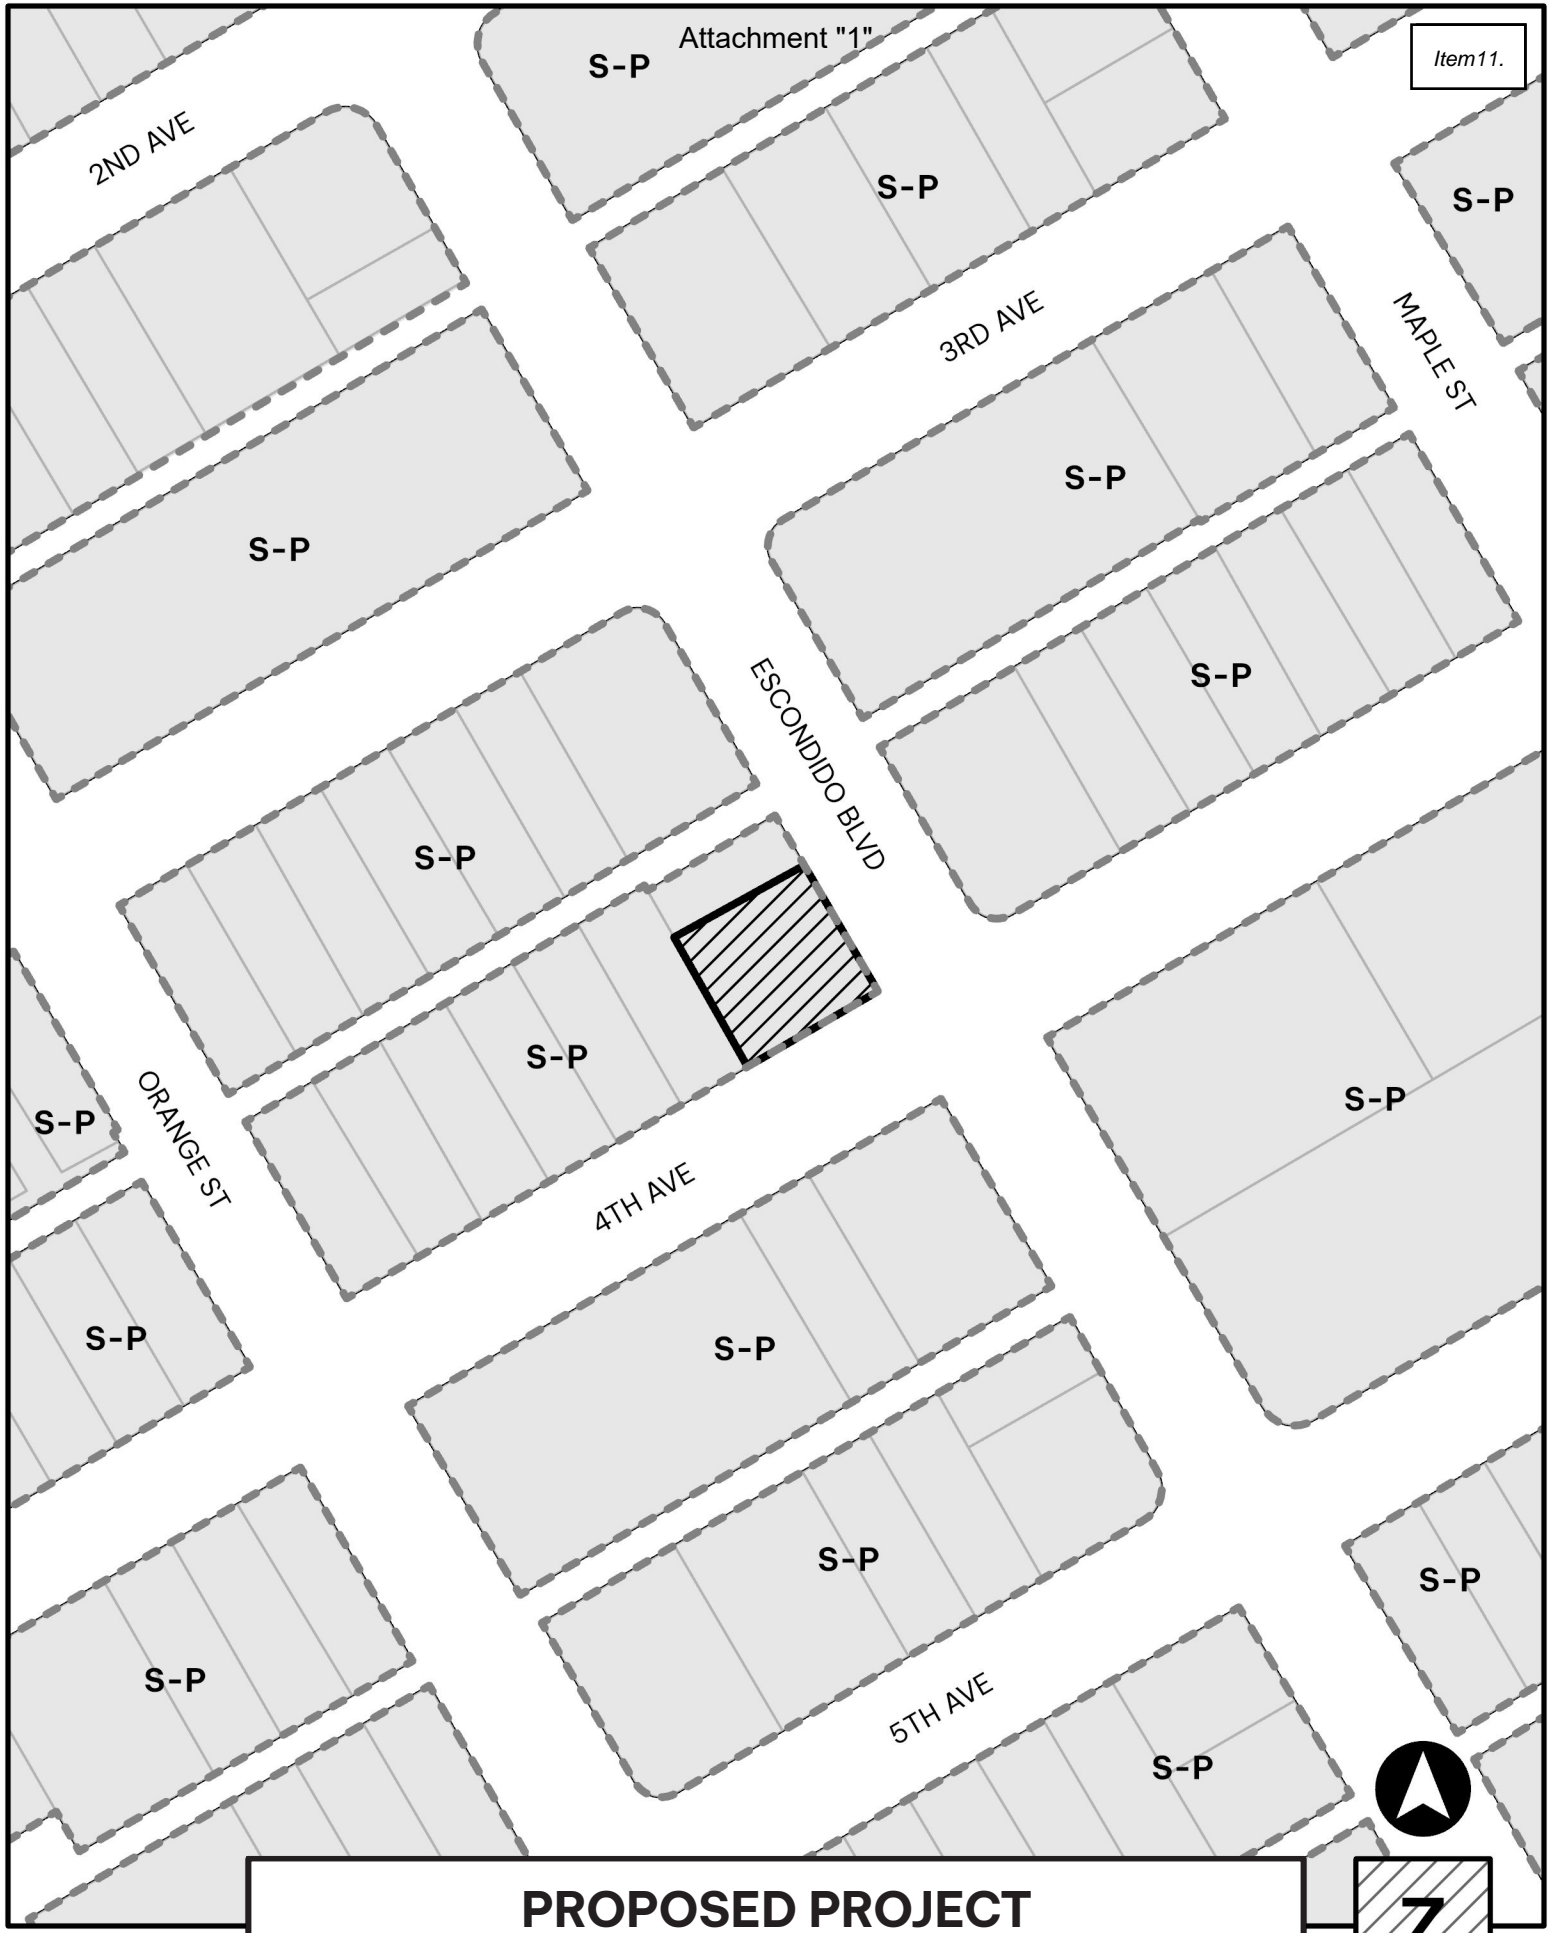 Attachment "1"
Item11.
S-P
2ND AVE
S-P
S-P
3RD AVE
MAPLE ST
S-P
S-P
S-P
ESCONDIDO BLVD
S-P
S-P
S-P
ORANGE ST
S-P
4TH AVE
S-P
S-P
S-P
S-P
S-P
S-P
5TH AVE
S-P
PROPOSED PROJECT
Z